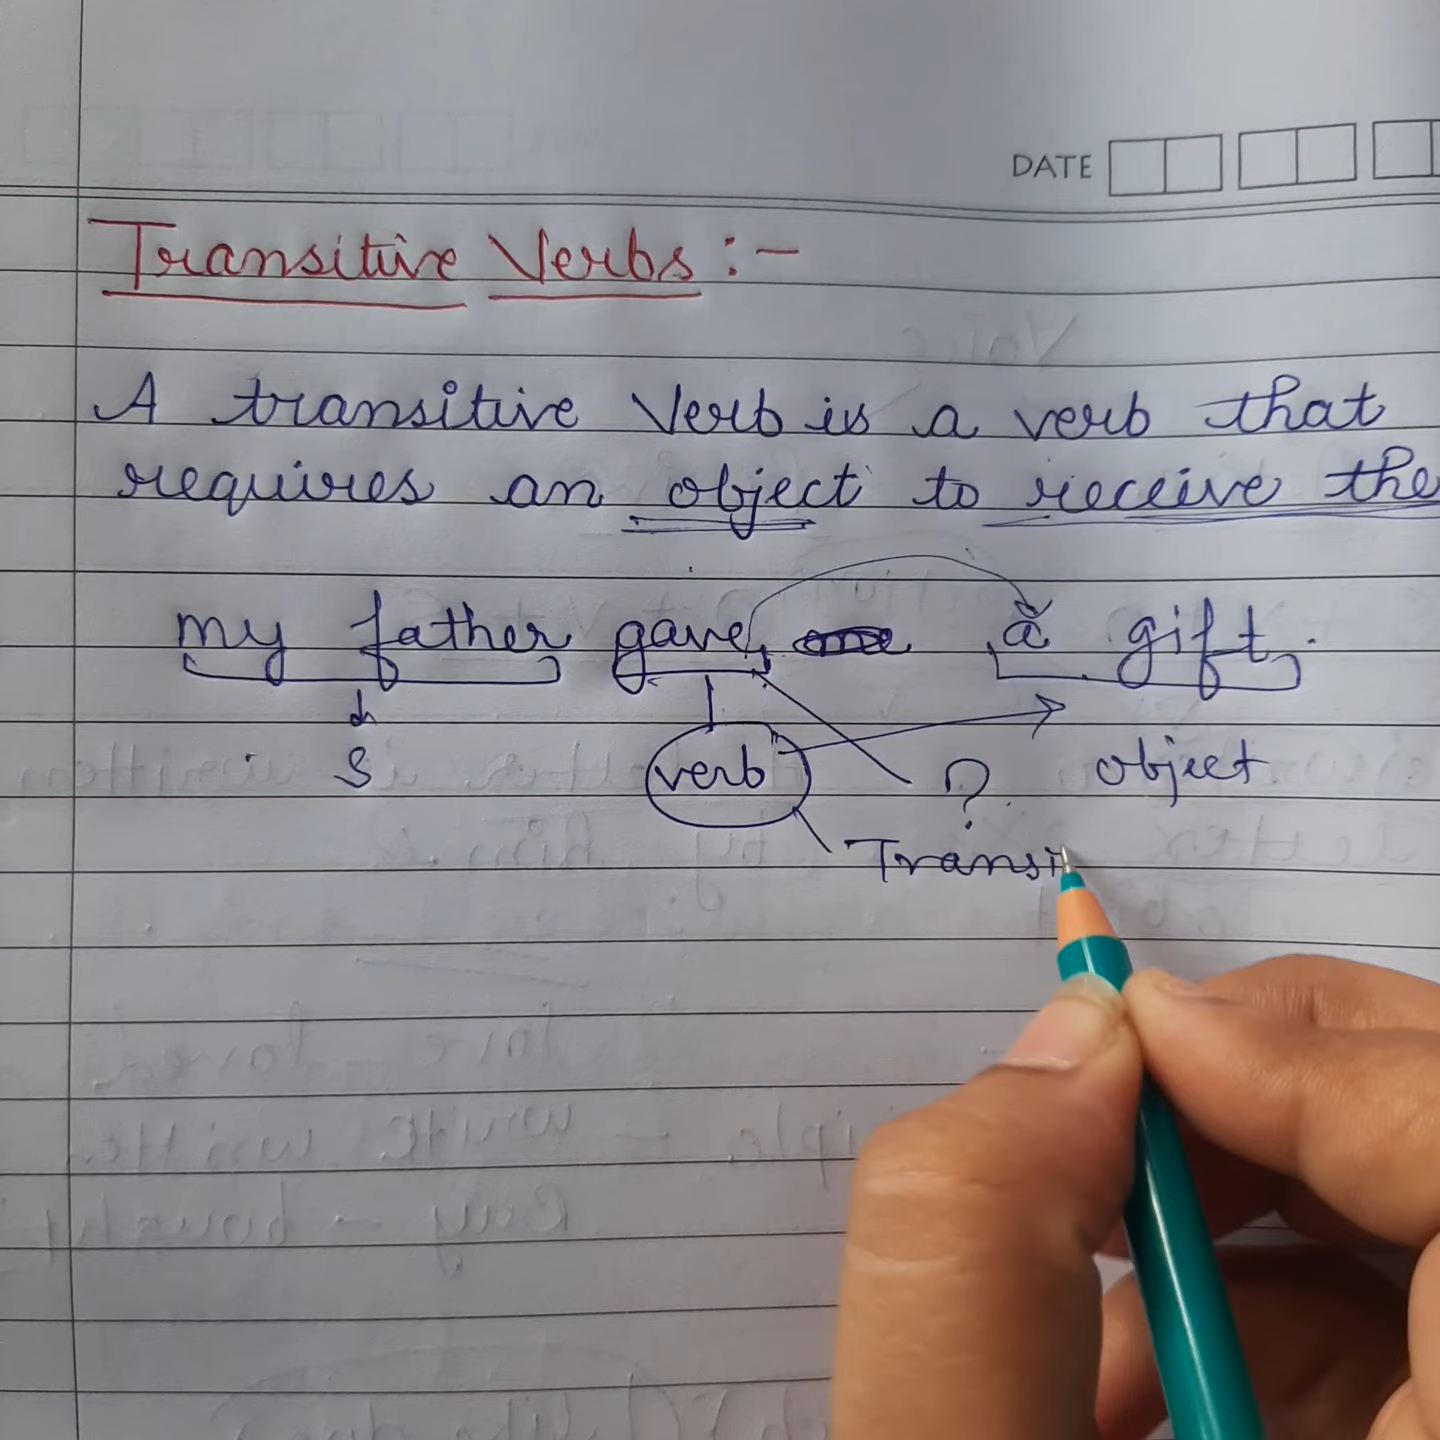 DATE
Transitive Verbs :-
A transitive Verb is a verb that
requires an object to receive the
my father gave a gift.
S verb ? object
Transi